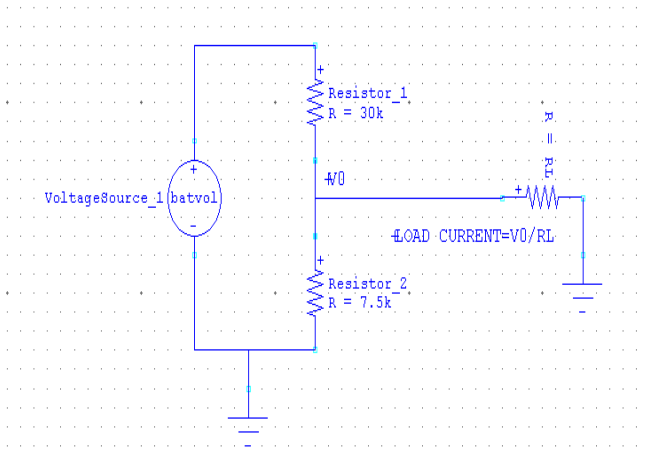 Resistor_1
R = 30k
R = RL
+V0
VoltageSource_1 batvol
+LOAD CURRENT=V0/RL
Resistor_2
R = 7.5k